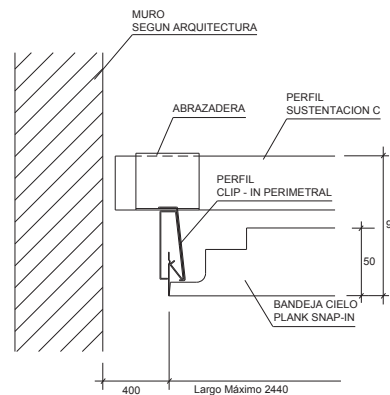 MURO
SEGUN ARQUITECTURA
ABRAZADERA
PERFIL
SUSTENTACION C
PERFIL
CLIP - IN PERIMETRAL
50
BANDEJA CIELO
PLANK SNAP-IN
400
Largo Máximo 2440